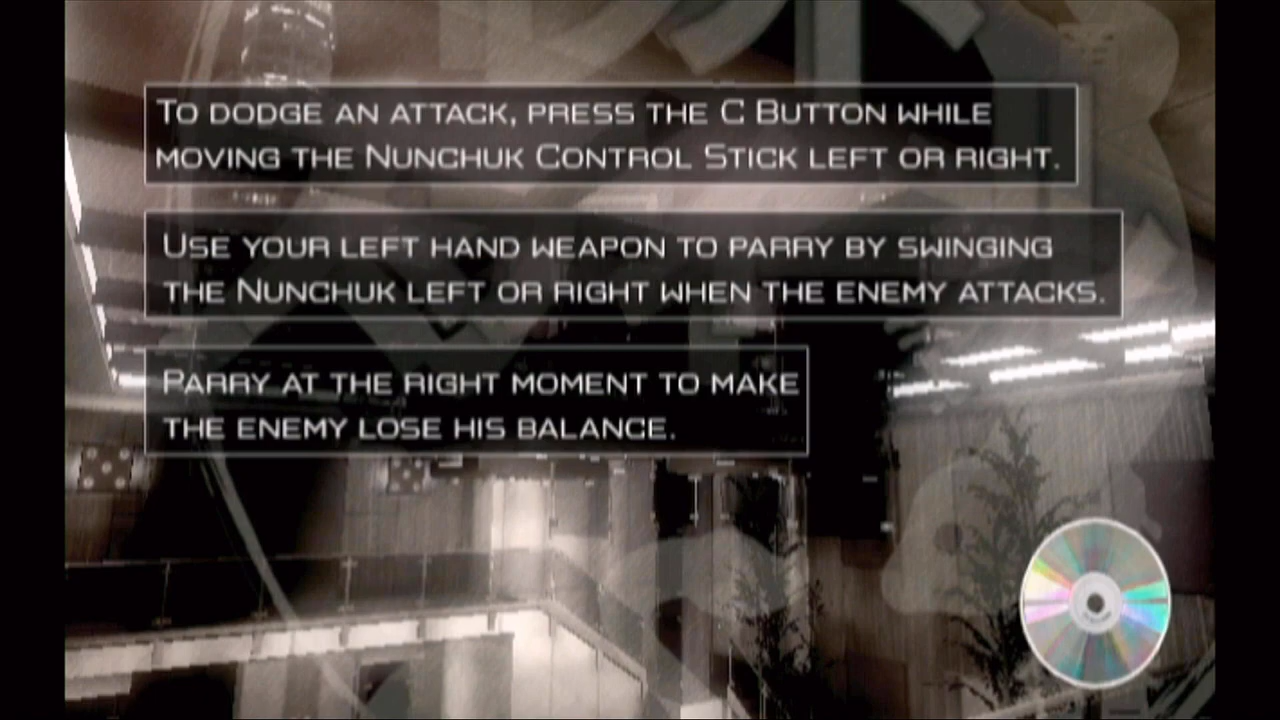 To dodge an attack, press the C Button while
moving the Nunchuk Control Stick left or right.
Use your left hand weapon to parry by swinging
the Nunchuk left or right when the enemy attacks.
Parry at the right moment to make
the enemy lose his balance.